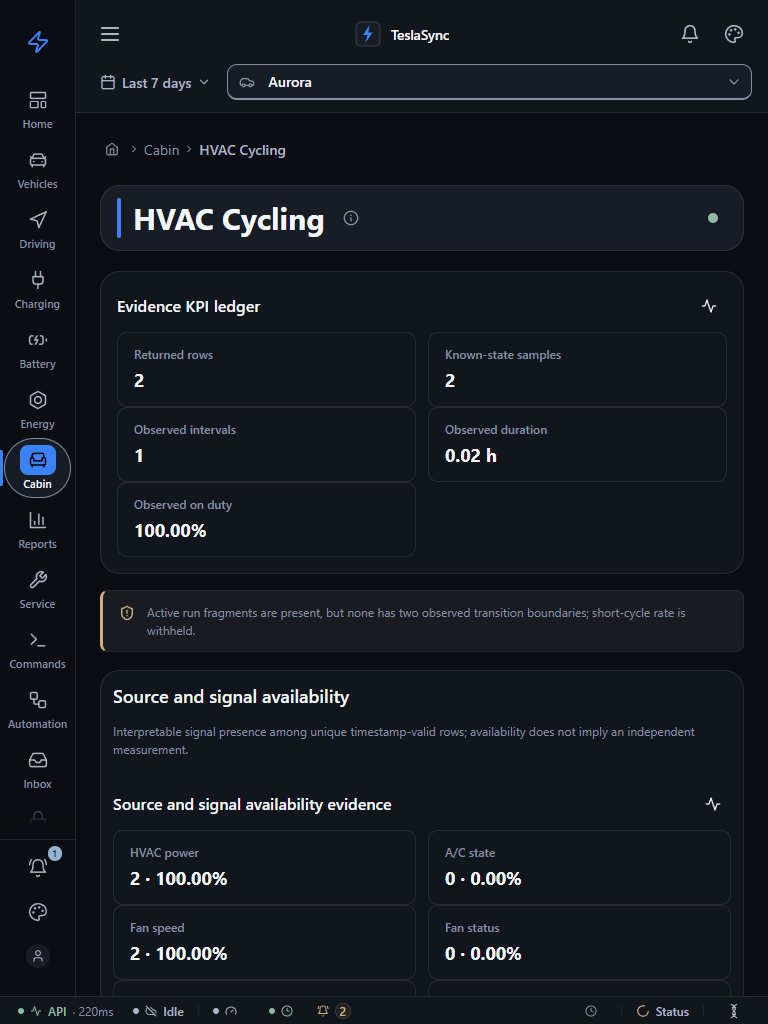 TeslaSync
Last 7 days
Aurora
Home
Vehicles
Driving
Charging
Battery
Energy
Cabin
Reports
Service
Commands
Automation
Inbox
1
Cabin
HVAC Cycling
HVAC Cycling
Evidence KPI ledger
Returned rows
2
Known-state samples
2
Observed intervals
1
Observed duration
0.02 h
Observed on duty
100.00%
Active run fragments are present, but none has two observed transition boundaries; short-cycle rate is
withheld.
Source and signal availability
Interpretable signal presence among unique timestamp-valid rows; availability does not imply an independent
measurement.
Source and signal availability evidence
HVAC power
2 · 100.00%
A/C state
0 · 0.00%
Fan speed
2 · 100.00%
Fan status
0 · 0.00%
API · 220ms
Idle
2
Status